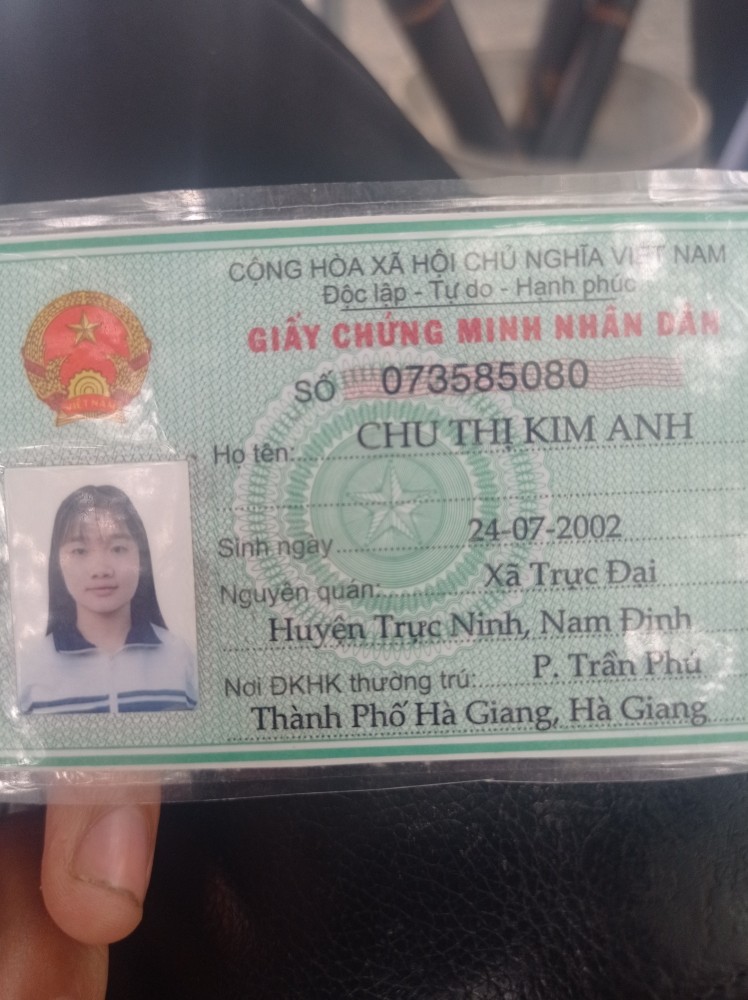 CỘNG HÒA XÃ HỘI CHỦ NGHĨA VIỆT NAM
Độc lập - Tự do - Hạnh phúc
GIẤY CHỨNG MINH NHÂN DÂN
SỐ 073585080
Họ tên: CHU THỊ KIM ANH
Sinh ngày 24-07-2002
Nguyên quán: Xã Trực Đại
Huyện Trực Ninh, Nam Định
Nơi ĐKHK thường trú: P. Trần Phú
Thành Phố Hà Giang, Hà Giang
VIỆT NAM